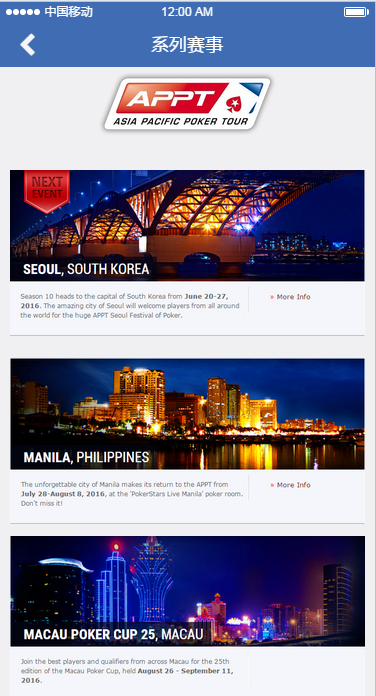 中国移动 12:00 AM
系列赛事
APPT
ASIA PACIFIC POKER TOUR
NEXT
EVENT
SEOUL, SOUTH KOREA
Season 10 heads to the capital of South Korea from June 20-27, » More Info
2016. The amazing city of Seoul will welcome players from all around
the world for the huge APPT Seoul Festival of Poker.
MANILA, PHILIPPINES
The unforgettable city of Manila makes its return to the APPT from » More Info
July 28-August 8, 2016, at the 'PokerStars Live Manila' poker room.
Don't miss it!
MACAU POKER CUP 25, MACAU
Join the best players and qualifiers from across Macau for the 25th
edition of the Macau Poker Cup, held August 26 - September 11,
2016.